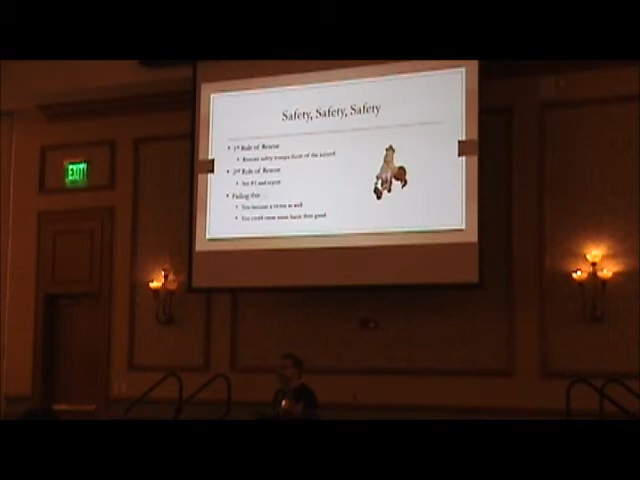 EXIT
Safety, Safety, Safety
• 1st Rule of Rescue
• Rescuer safety trumps those of the injured
• 2nd Rule of Rescue
• See #1 and repeat
• Failing this…
• You become a victim as well
• You could cause more harm than good